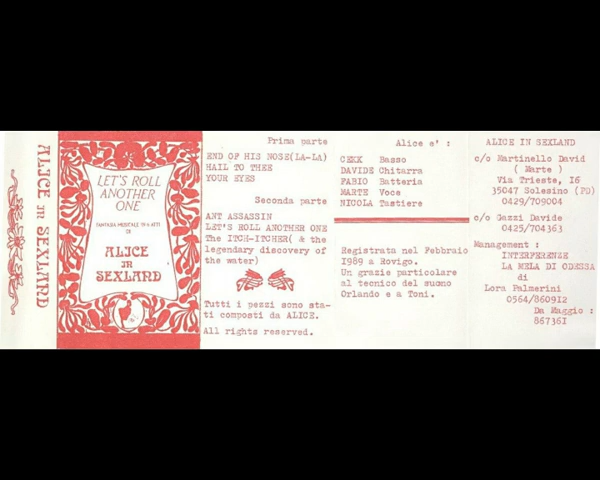 ALICE IN SEXLAND
LET'S ROLL
ANOTHER
ONE
FANTASIA MUSICALE IN 6 ATTI
DI
ALICE
IN
SEXLAND
Prima parte
END OF HIS NOSE(LA-LA)
HAIL TO THEE
YOUR EYES
Seconda parte
ANT ASSASSIN
LET'S ROLL ANOTHER ONE
The ITCH-ITCHER( & the
legendary discovery of
the water)
Tutti i pezzi sono sta-
ti composti da ALICE.
All rights reserved.
Alice e' :
CEXX Basso
DAVIDE Chitarra
FABIO Batteria
MARTE Voce
NICOLA Tastiere
Registrata nel Febbraio
1989 a Rovigo.
Un grazie particolare
al tecnico del suono
Orlando e a Toni.
ALICE IN SEXLAND
c/o Martinello David
( Marte )
Via Trieste, 16
35047 Solesino (PD)
0429/709004
c/o Gazzi Davide
0425/704363
Management :
INTERFERENZE
LA MELA DI ODESSA
di
Lora Palmerini
0564/860912
Da Maggio :
867361